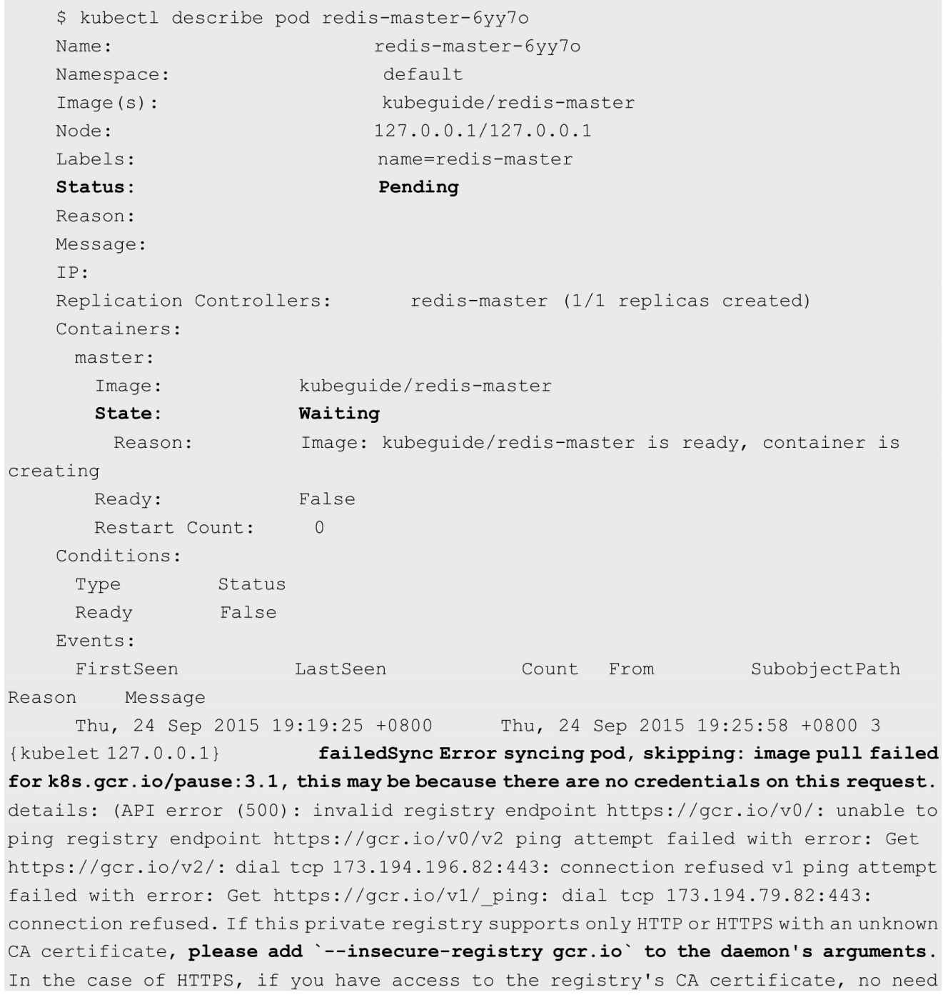 $ kubectl describe pod redis-master-6yy7o
Name: redis-master-6yy7o
Namespace: default
Image(s): kubeguide/redis-master
Node: 127.0.0.1/127.0.0.1
Labels: name=redis-master
Status: Pending
Reason:
Message:
IP:
Replication Controllers: redis-master (1/1 replicas created)
Containers:
master:
Image: kubeguide/redis-master
State: Waiting
Reason: Image: kubeguide/redis-master is ready, container is
creating
Ready: False
Restart Count: 0
Conditions:
Type Status
Ready False
Events:
FirstSeen LastSeen Count From SubobjectPath
Reason Message
Thu, 24 Sep 2015 19:19:25 +0800 Thu, 24 Sep 2015 19:25:58 +0800 3
{kubelet 127.0.0.1} failedSync Error syncing pod, skipping: image pull failed
for k8s.gcr.io/pause:3.1, this may be because there are no credentials on this request.
details: (API error (500): invalid registry endpoint https://gcr.io/v0/: unable to
ping registry endpoint https://gcr.io/v0/v2 ping attempt failed with error: Get
https://gcr.io/v2/: dial tcp 173.194.196.82:443: connection refused v1 ping attempt
failed with error: Get https://gcr.io/v1/_ping: dial tcp 173.194.79.82:443:
connection refused. If this private registry supports only HTTP or HTTPS with an unknown
CA certificate, please add `--insecure-registry gcr.io` to the daemon's arguments.
In the case of HTTPS, if you have access to the registry's CA certificate, no need